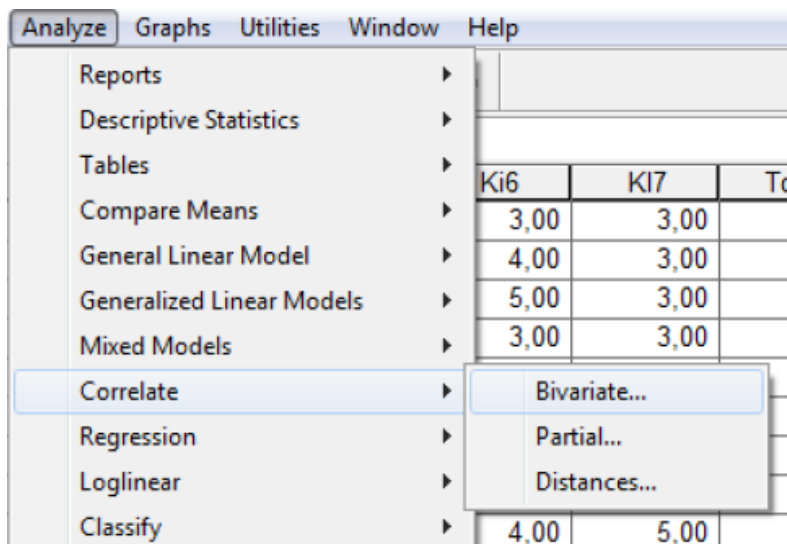 Analyze Graphs Utilities Window Help
Reports
Descriptive Statistics
Tables
Ki6 KI7
Compare Means
3,00 3,00
General Linear Model
4,00 3,00
Generalized Linear Models
5,00 3,00
Mixed Models
3,00 3,00
Correlate
Bivariate...
Regression
Partial...
Loglinear
Distances...
Classify
4,00 5,00